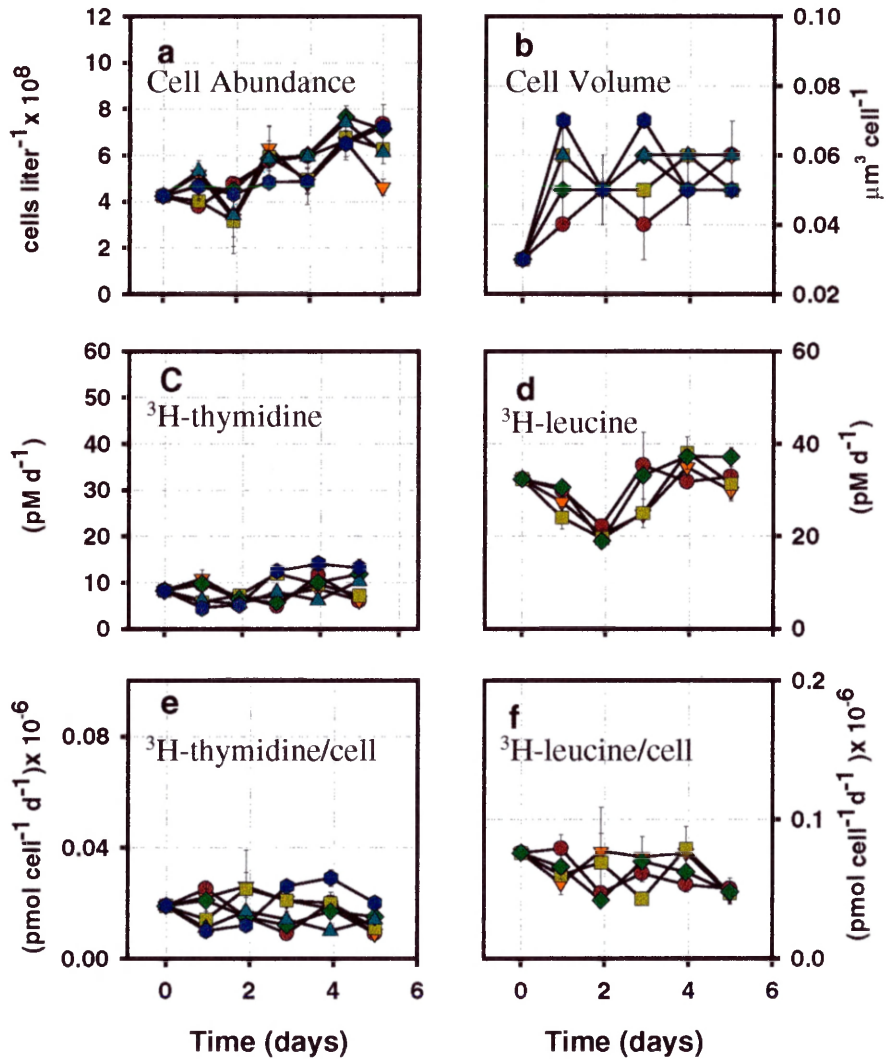 12
10
8
6
4
2
0
cells liter⁻¹ x 10⁸
a
Cell Abundance
b
Cell Volume
0.10
0.08
0.06
0.04
0.02
μm³ cell⁻¹
60
50
40
30
20
10
0
(pM d⁻¹)
C
³H-thymidine
d
³H-leucine
60
40
20
0
(pM d⁻¹)
0.08
0.04
0.00
(pmol cell⁻¹ d⁻¹)x 10⁻⁶
e
³H-thymidine/cell
f
³H-leucine/cell
0.2
0.1
0.0
(pmol cell⁻¹d⁻¹)x 10⁻⁶
0 2 4 6
0 2 4 6
Time (days)
Time (days)